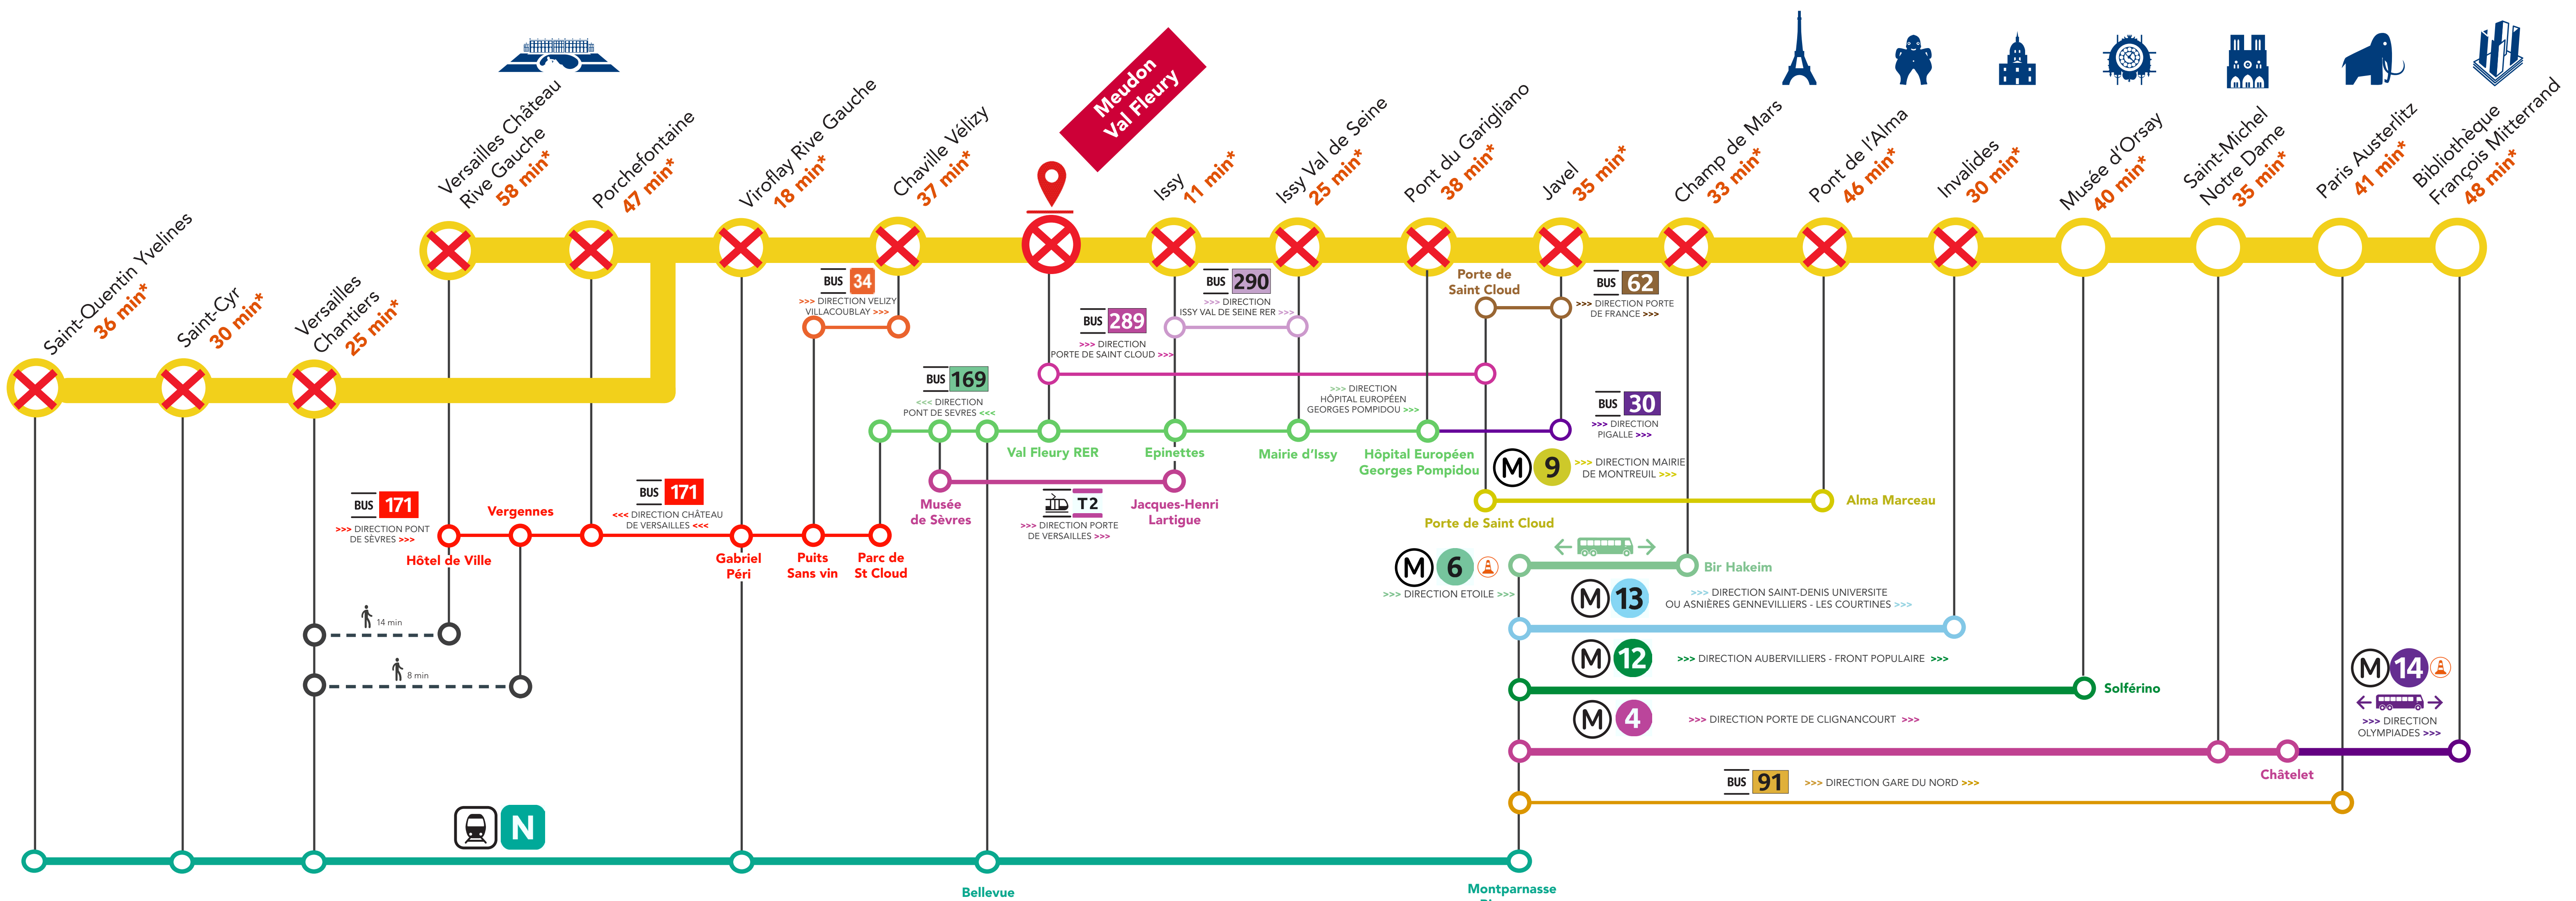 Saint-Quentin Yvelines
36 min*
Saint-Cyr
30 min*
Versailles
Chantiers
25 min*
Versailles Château
Rive Gauche
58 min*
Porchefontaine
47 min*
Viroflay Rive Gauche
18 min*
Chaville Vélizy
37 min*
Meudon
Val Fleury
Issy
11 min*
Issy Val de Seine
25 min*
Pont du Garigliano
38 min*
Javel
35 min*
Champ de Mars
33 min*
Pont de l'Alma
46 min*
Invalides
30 min*
Musée d'Orsay
40 min*
Saint-Michel
Notre Dame
35 min*
Paris Austerlitz
41 min*
Bibliothèque
François Mitterrand
48 min*
BUS 34
>>> DIRECTION VELIZY
VILLACOUBLAY >>>
BUS 290
>>> DIRECTION
ISSY VAL DE SEINE RER >>>
BUS 289
>>> DIRECTION
PORTE DE SAINT CLOUD >>>
Porte de
Saint Cloud
BUS 62
>>> DIRECTION PORTE
DE FRANCE >>>
BUS 169
<<< DIRECTION
PONT DE SEVRES <<<
>>> DIRECTION
HÔPITAL EUROPÉEN
GEORGES POMPIDOU >>>
BUS 30
>>> DIRECTION
PIGALLE >>>
Val Fleury RER
Epinettes
Mairie d'Issy
Hôpital Européen
Georges Pompidou
M 9
>>> DIRECTION MAIRIE
DE MONTREUIL >>>
Porte de Saint Cloud
Alma Marceau
Musée
de Sèvres
T2
>>> DIRECTION PORTE
DE VERSAILLES >>>
Jacques-Henri
Lartigue
BUS 171
>>> DIRECTION PONT
DE SÈVRES >>>
Vergennes
BUS 171
<<< DIRECTION CHÂTEAU
DE VERSAILLES <<<
Hôtel de Ville
Gabriel
Péri
Puits
Sans vin
Parc de
St Cloud
14 min
8 min
M 6
>>> DIRECTION ETOILE >>>
Bir Hakeim
M 13
>>> DIRECTION SAINT-DENIS UNIVERSITE
OU ASNIÈRES GENNEVILLIERS - LES COURTINES >>>
M 12
>>> DIRECTION AUBERVILLIERS - FRONT POPULAIRE >>>
Solférino
M 4
>>> DIRECTION PORTE DE CLIGNANCOURT >>>
Châtelet
M 14
>>> DIRECTION
OLYMPIADES >>>
BUS 91
>>> DIRECTION GARE DU NORD >>>
N
Bellevue
Montparnasse